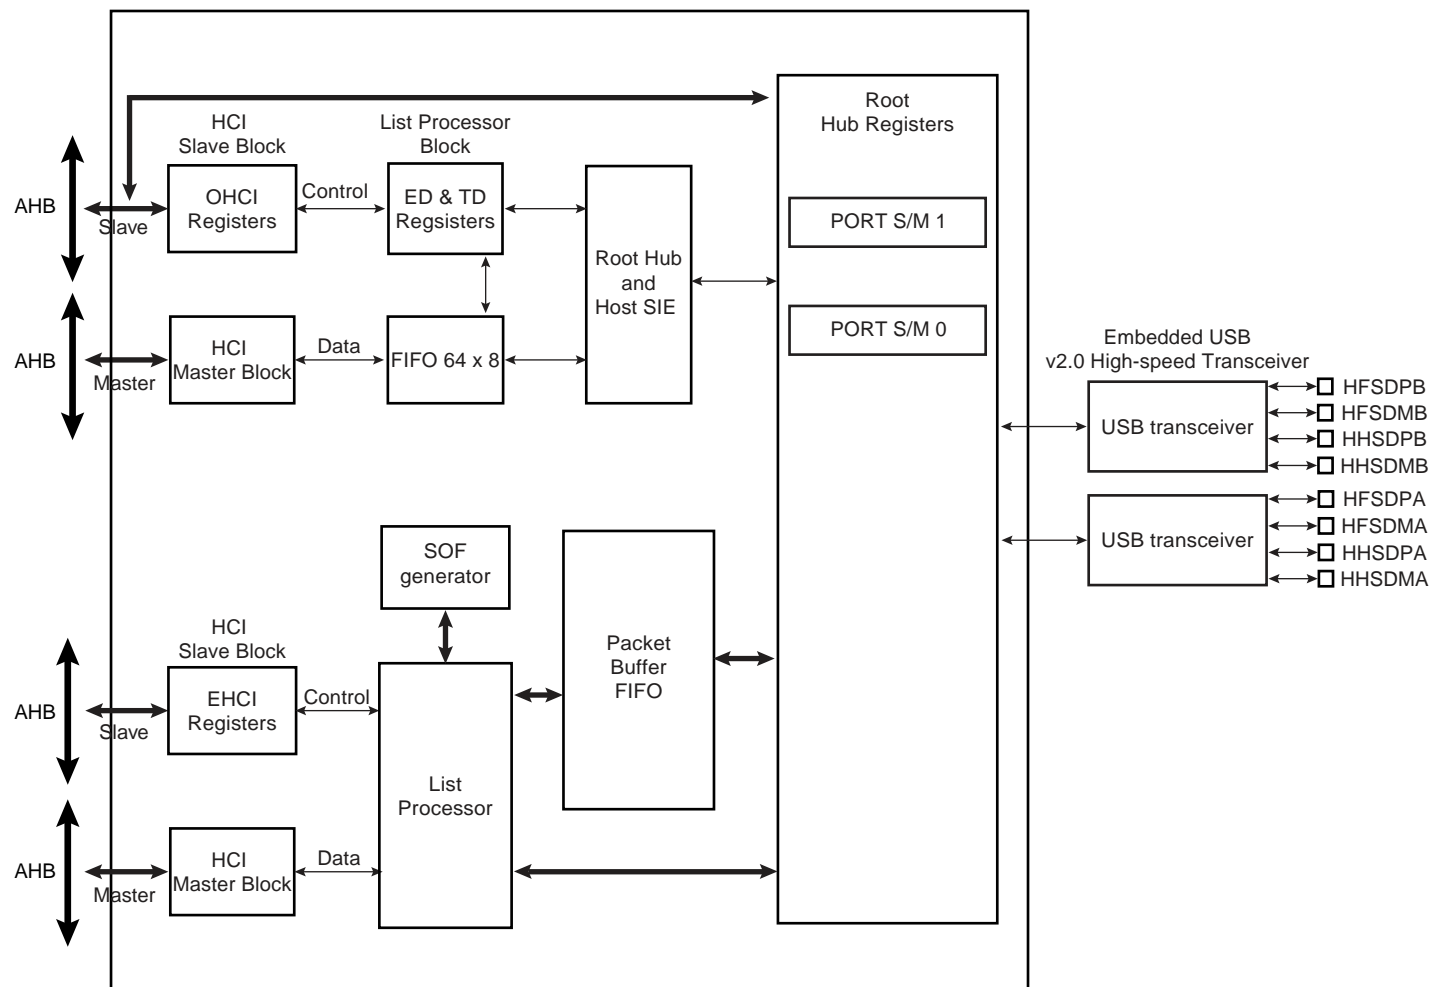 Root
Hub Registers
HCI
Slave Block
List Processor
Block
AHB
Slave
OHCI
Registers
Control
ED & TD
Regsisters
PORT S/M 1
Root Hub
and
Host SIE
PORT S/M 0
AHB
Master
HCI
Master Block
Data
FIFO 64 x 8
Embedded USB
v2.0 High-speed Transceiver
USB transceiver
HFSDPB
HFSDMB
HHSDPB
HHSDMB
USB transceiver
HFSDPA
HFSDMA
HHSDPA
HHSDMA
SOF
generator
HCI
Slave Block
Packet
Buffer
FIFO
AHB
Slave
EHCI
Registers
Control
List
Processor
AHB
Master
HCI
Master Block
Data